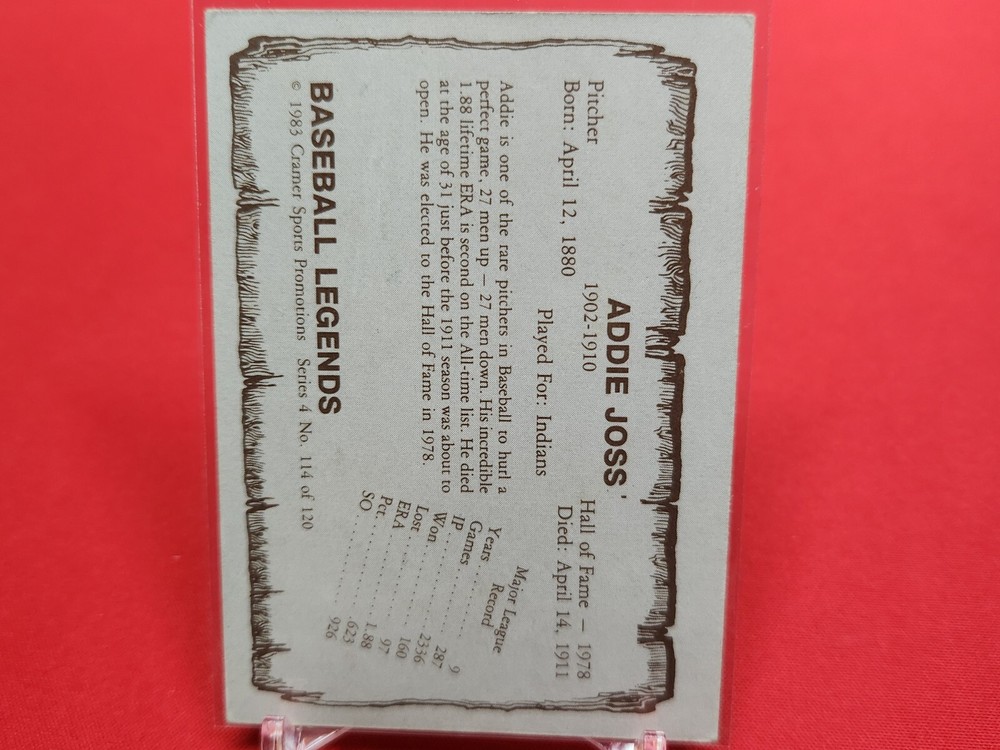 ADDIE JOSS
1902-1910
Pitcher
Hall of Fame — 1978
Born: April 12, 1880
Died: April 14, 1911
Played For: Indians
Addie is one of the rare pitchers in Baseball to hurl a
perfect game, 27 men up — 27 men down. His incredible
1.88 lifetime ERA is second on the All-time list. He died
at the age of 31 just before the 1911 season was about to
open. He was elected to the Hall of Fame in 1978.
Major League
Record
Years . . . . . . . . . . 9
Games . . . . . . . . . . 287
IP . . . . . . . . . . 2336
Won . . . . . . . . . . 160
Lost . . . . . . . . . . 97
ERA . . . . . . . . . . 1.88
Pct. . . . . . . . . . . .623
SO . . . . . . . . . . 926
BASEBALL LEGENDS
© 1983 Cramer Sports Promotions Series 4 No. 114 of 120